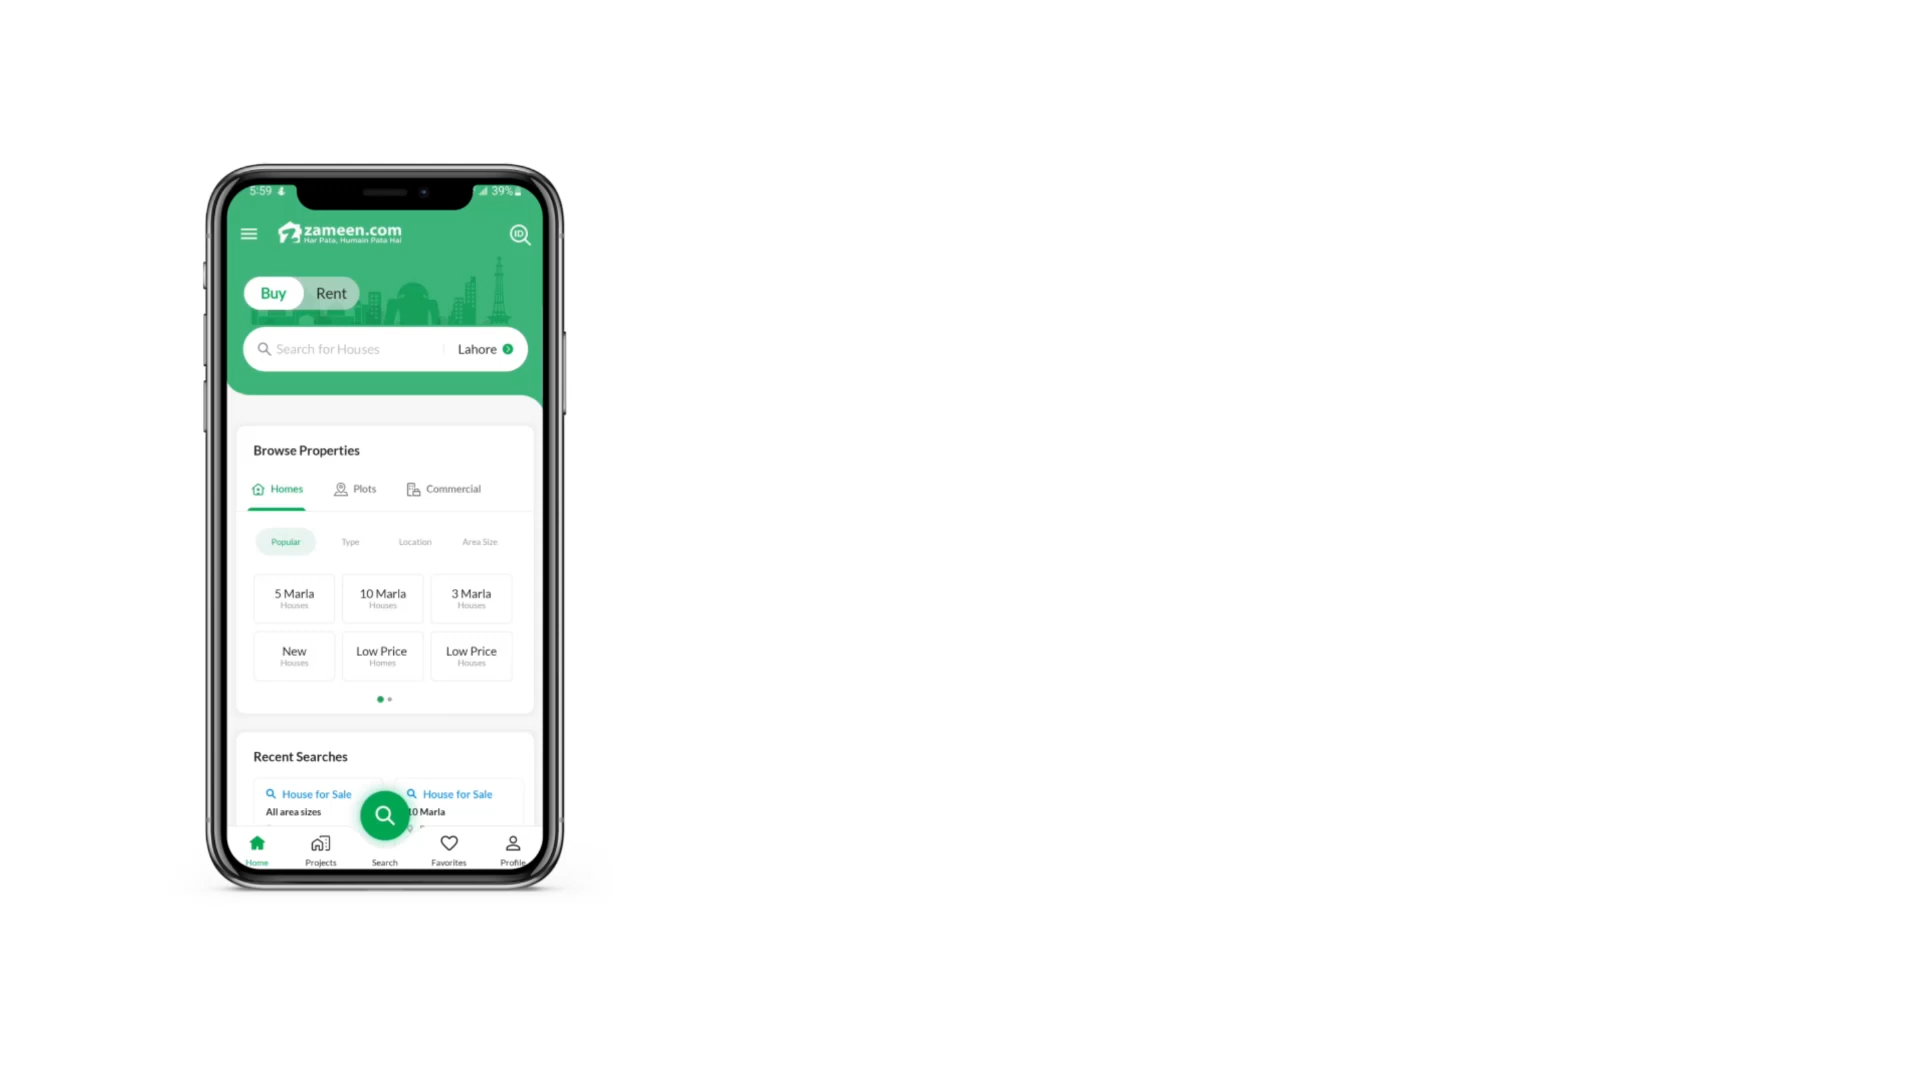 5:59
39%
zameen.com
Har Pata, Humain Pata Hai
ID
Buy Rent
Search for Houses Lahore
Browse Properties
Homes Plots Commercial
Popular Type Location Area Size
5 Marla 10 Marla 3 Marla
Houses Houses Houses
New Low Price Low Price
Houses Homes Houses
Recent Searches
House for Sale House for Sale
All area sizes 10 Marla
Home Projects Search Favorites Profile